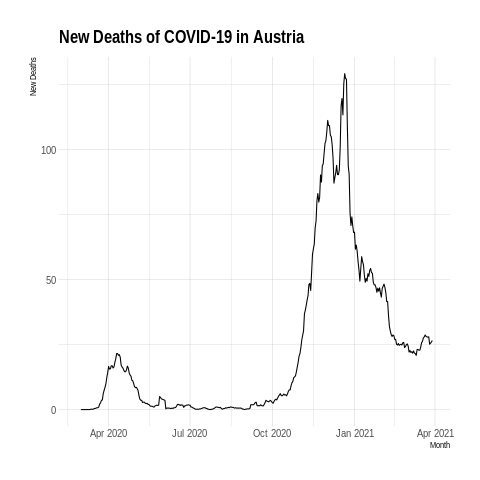 New Deaths of COVID-19 in Austria
New Deaths
100
50
0
Apr 2020 Jul 2020 Oct 2020 Jan 2021 Apr 2021
Month